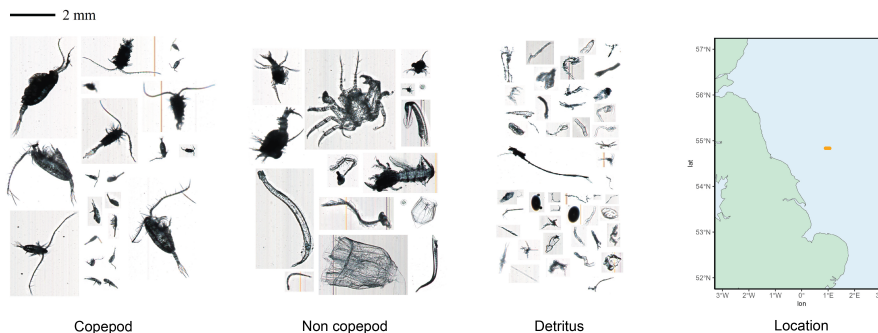 2 mm
57°N
56°N
55°N
54°N
53°N
52°N
lat
3°W 2°W 1°W 0° 1°E 2°E 3°E
lon
Copepod Non copepod Detritus Location